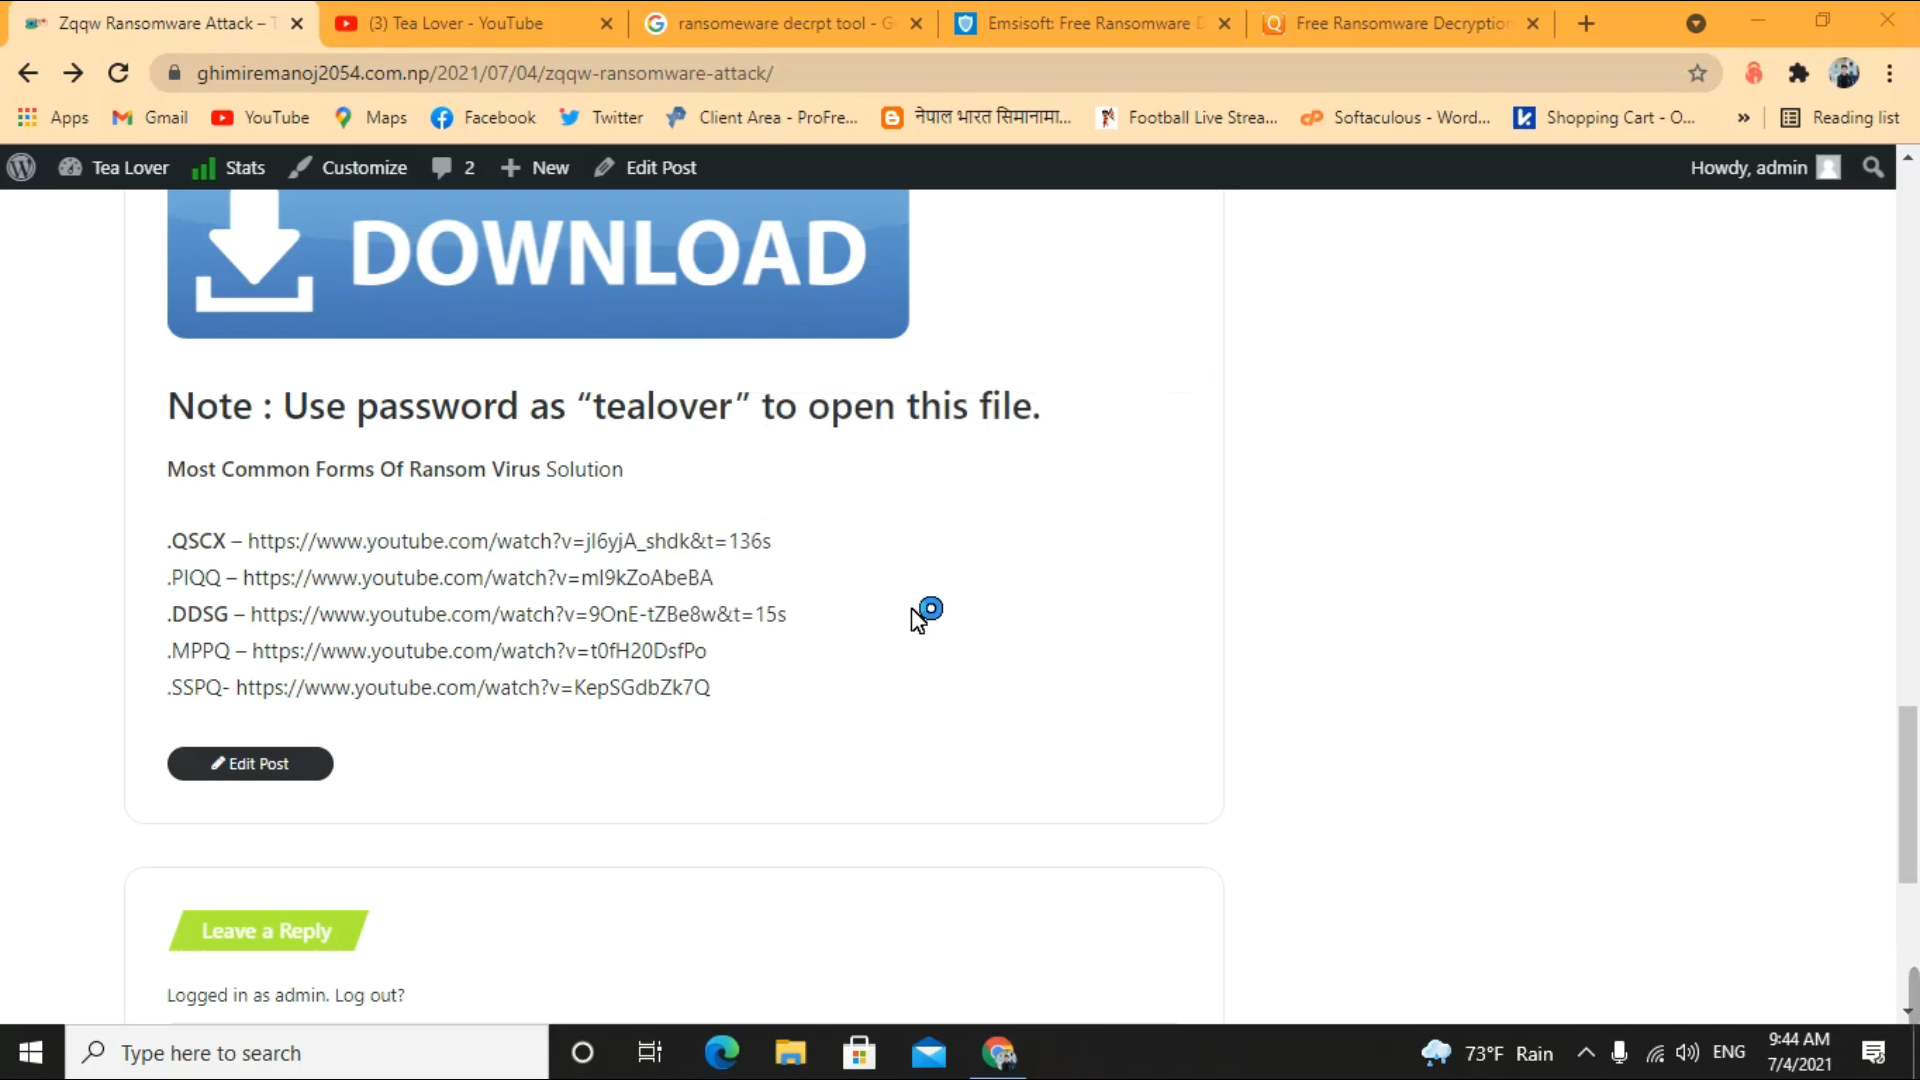 Zqqw Ransomware Attack – T
(3) Tea Lover - YouTube
ransomeware decrpt tool - G
Emsisoft: Free Ransomware D
Free Ransomware Decryption
ghimiremanoj2054.com.np/2021/07/04/zqqw-ransomware-attack/
Apps
Gmail
YouTube
Maps
Facebook
Twitter
Client Area - ProFre...
नेपाल भारत सिमानामा...
Football Live Strea...
Softaculous - Word...
Shopping Cart - O...
»
Reading list
Tea Lover
Stats
Customize
2
New
Edit Post
Howdy, admin
DOWNLOAD
Note : Use password as “tealover” to open this file.
Most Common Forms Of Ransom Virus Solution
.QSCX – https://www.youtube.com/watch?v=jl6yjA_shdk&t=136s
.PIQQ – https://www.youtube.com/watch?v=mI9kZoAbeBA
.DDSG – https://www.youtube.com/watch?v=9OnE-tZBe8w&t=15s
.MPPQ – https://www.youtube.com/watch?v=t0fH20DsfPo
.SSPQ- https://www.youtube.com/watch?v=KepSGdbZk7Q
Edit Post
Leave a Reply
Logged in as admin. Log out?
Type here to search
73°F Rain
ENG
9:44 AM
7/4/2021